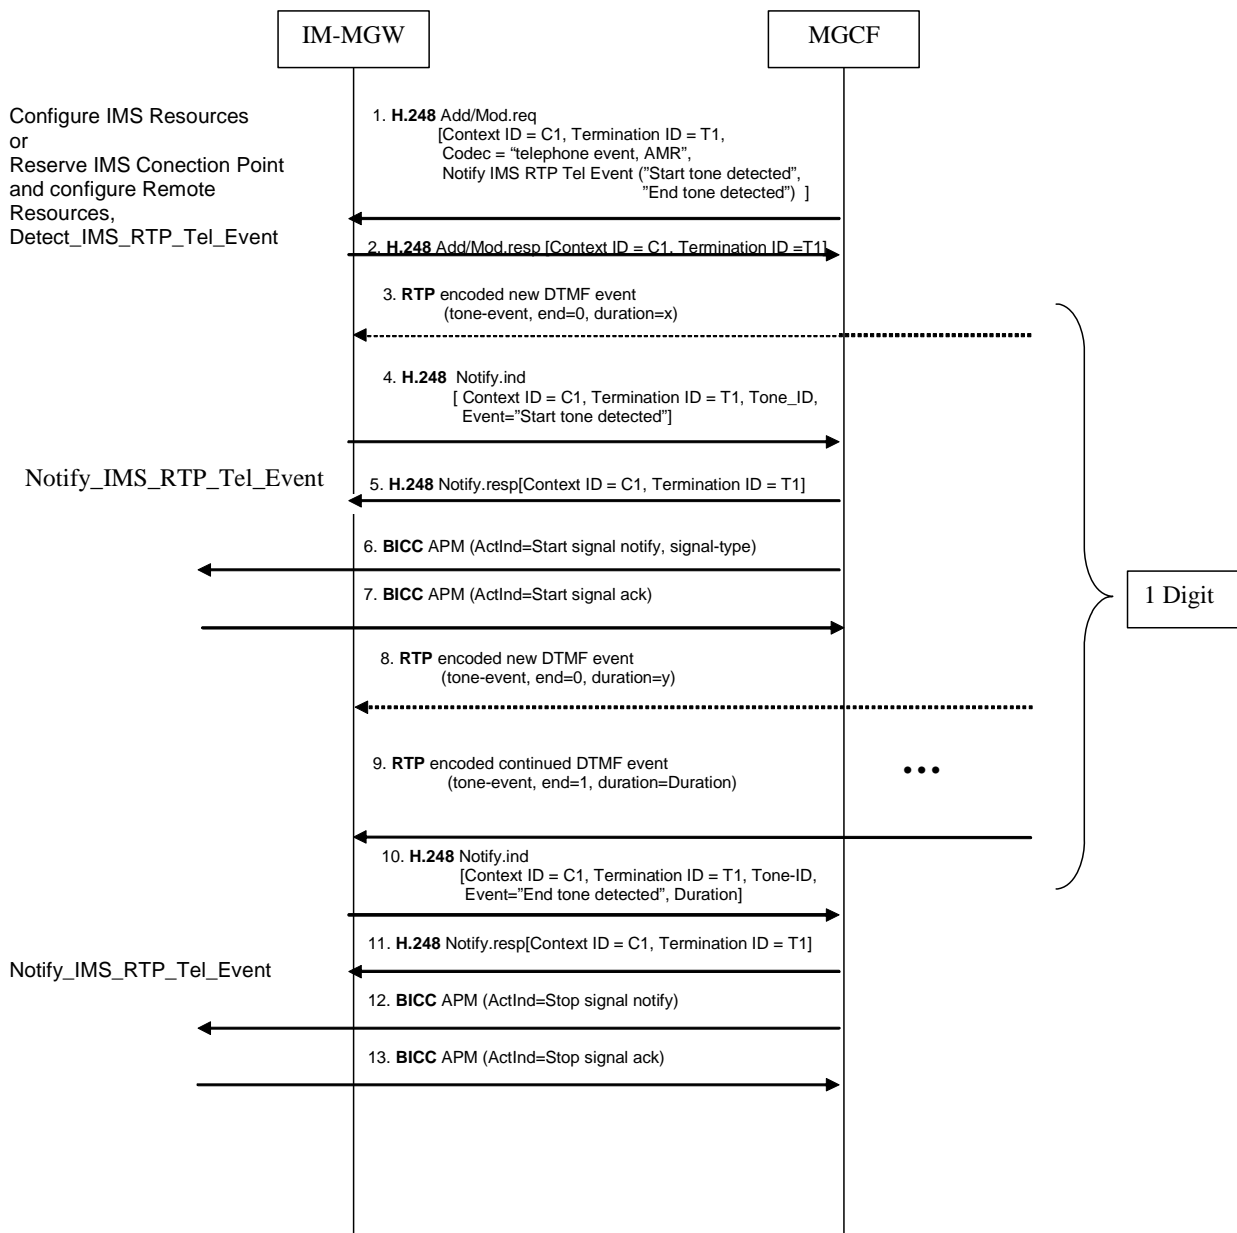 IM-MGW
MGCF
Configure IMS Resources
or
Reserve IMS Conection Point
and configure Remote
Resources,
Detect_IMS_RTP_Tel_Event
1. H.248 Add/Mod.req
[Context ID = C1, Termination ID = T1,
Codec = “telephone event, AMR”,
Notify IMS RTP Tel Event (”Start tone detected”,
”End tone detected”) ]
2. H.248 Add/Mod.resp [Context ID = C1, Termination ID =T1]
3. RTP encoded new DTMF event
(tone-event, end=0, duration=x)
4. H.248 Notify.ind
[ Context ID = C1, Termination ID = T1, Tone_ID,
Event=”Start tone detected”]
Notify_IMS_RTP_Tel_Event
5. H.248 Notify.resp[Context ID = C1, Termination ID = T1]
6. BICC APM (ActInd=Start signal notify, signal-type)
7. BICC APM (ActInd=Start signal ack)
1 Digit
8. RTP encoded new DTMF event
(tone-event, end=0, duration=y)
9. RTP encoded continued DTMF event
(tone-event, end=1, duration=Duration)
...
10. H.248 Notify.ind
[Context ID = C1, Termination ID = T1, Tone-ID,
Event=”End tone detected”, Duration]
11. H.248 Notify.resp[Context ID = C1, Termination ID = T1]
Notify_IMS_RTP_Tel_Event
12. BICC APM (ActInd=Stop signal notify)
13. BICC APM (ActInd=Stop signal ack)